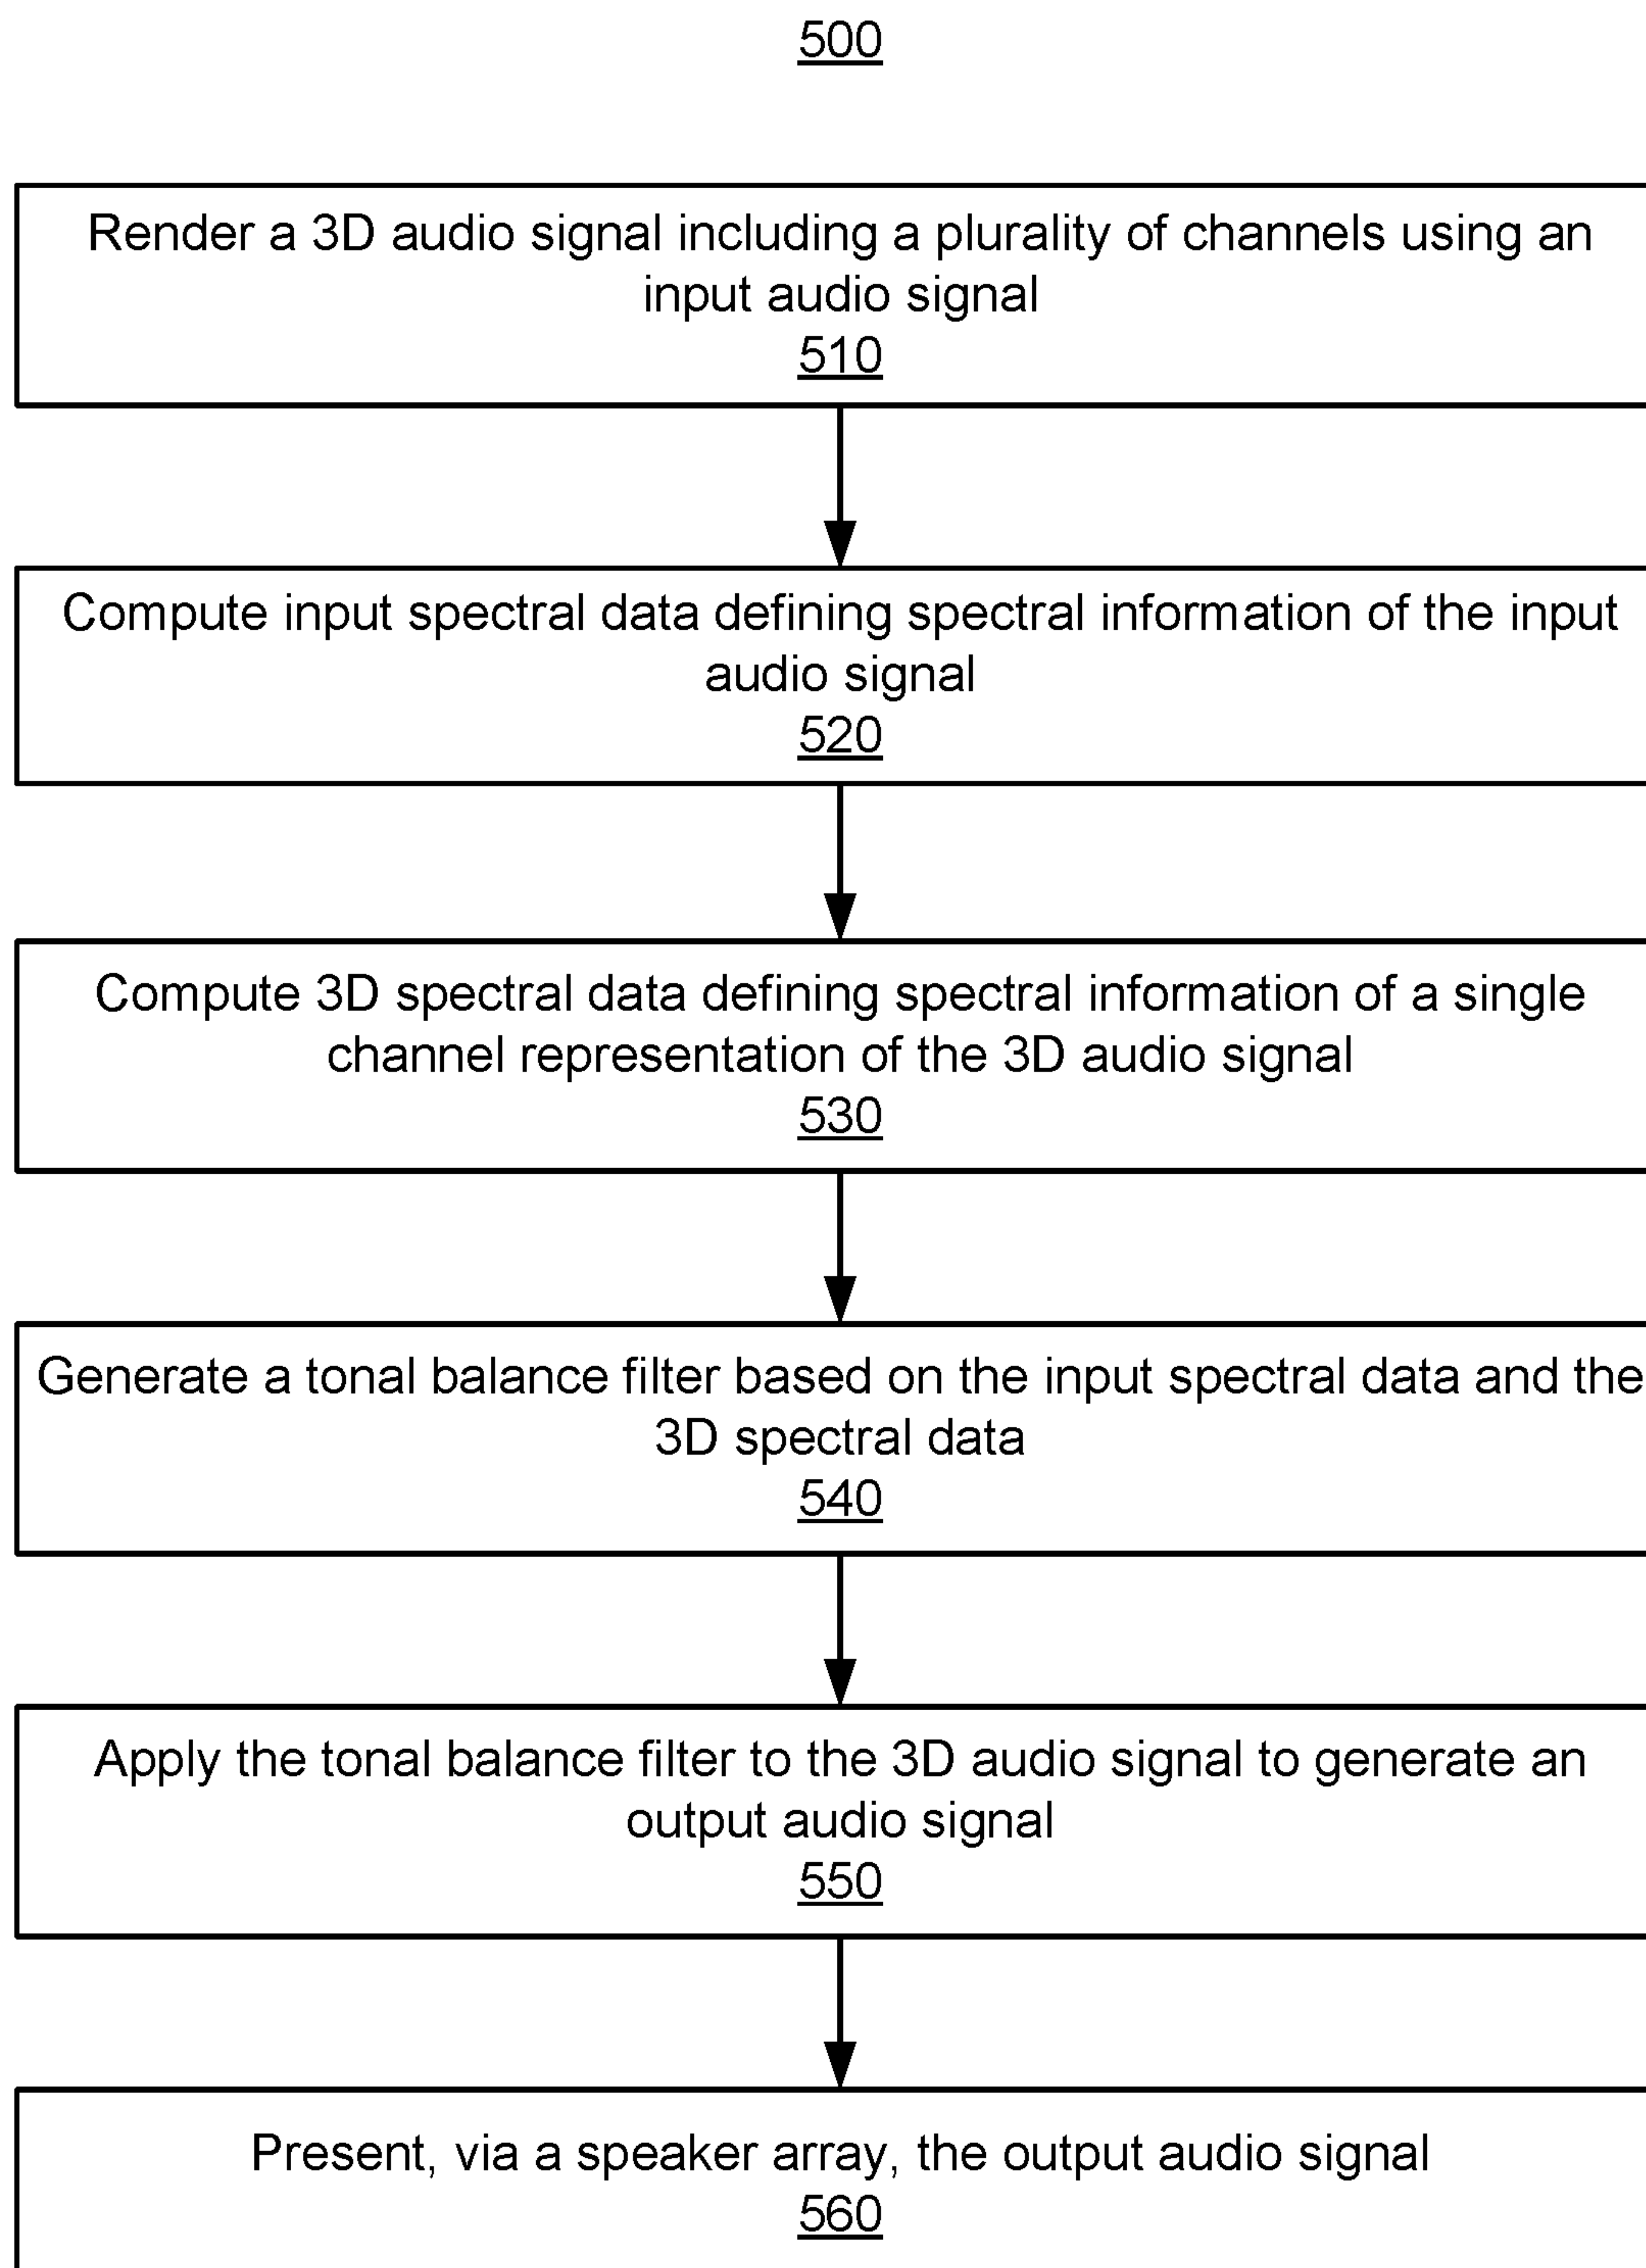 500
Render a 3D audio signal including a plurality of channels using an
input audio signal
510
Compute input spectral data defining spectral information of the input
audio signal
520
Compute 3D spectral data defining spectral information of a single
channel representation of the 3D audio signal
530
Generate a tonal balance filter based on the input spectral data and the
3D spectral data
540
Apply the tonal balance filter to the 3D audio signal to generate an
output audio signal
550
Present, via a speaker array, the output audio signal
560